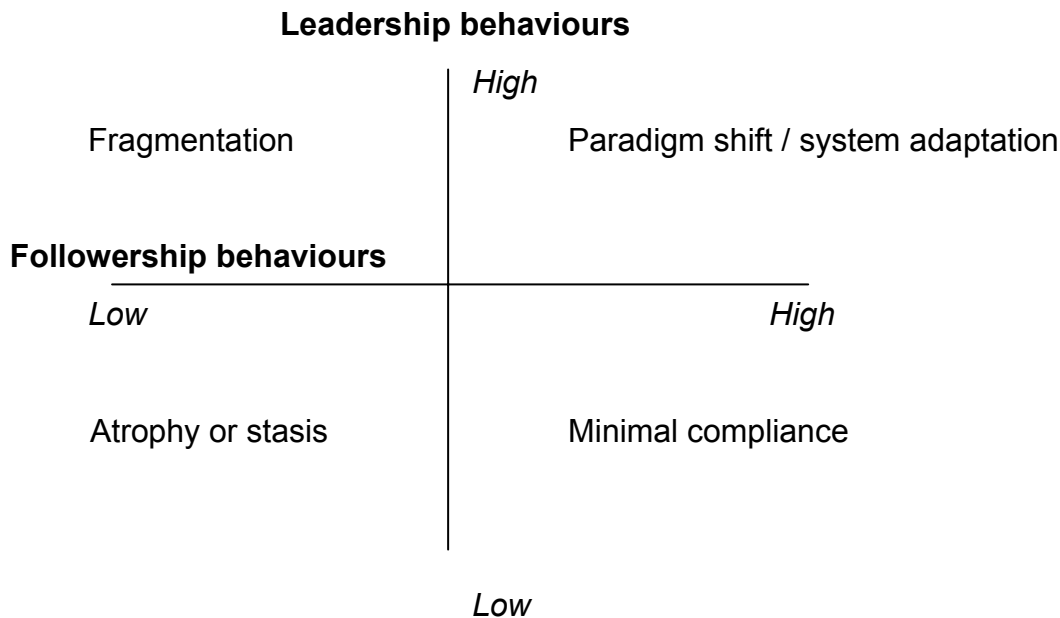 Leadership behaviours
High
Fragmentation
Paradigm shift / system adaptation
Followership behaviours
Low
High
Atrophy or stasis
Minimal compliance
Low